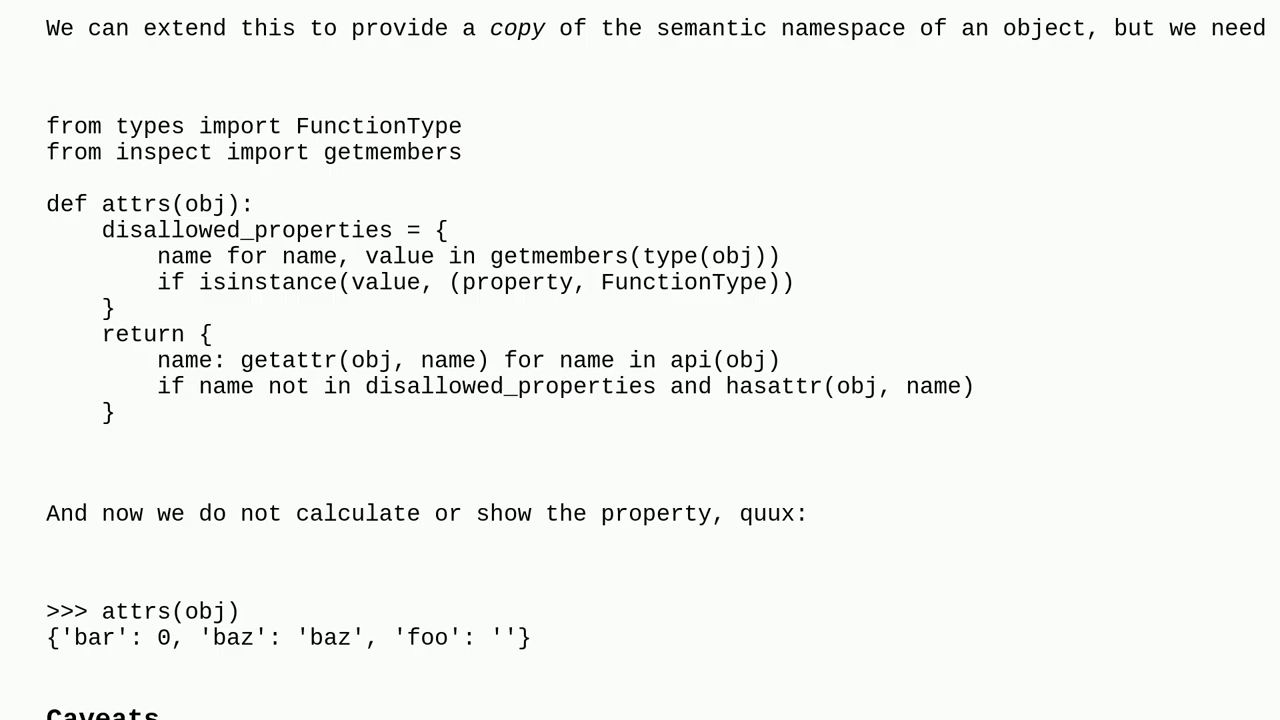 We can extend this to provide a copy of the semantic namespace of an object, but we need
from types import FunctionType
from inspect import getmembers
def attrs(obj):
    disallowed_properties = {
        name for name, value in getmembers(type(obj))
        if isinstance(value, (property, FunctionType))
    }
    return {
        name: getattr(obj, name) for name in api(obj)
        if name not in disallowed_properties and hasattr(obj, name)
    }
And now we do not calculate or show the property, quux:
>>> attrs(obj)
{'bar': 0, 'baz': 'baz', 'foo': ''}
Caveats